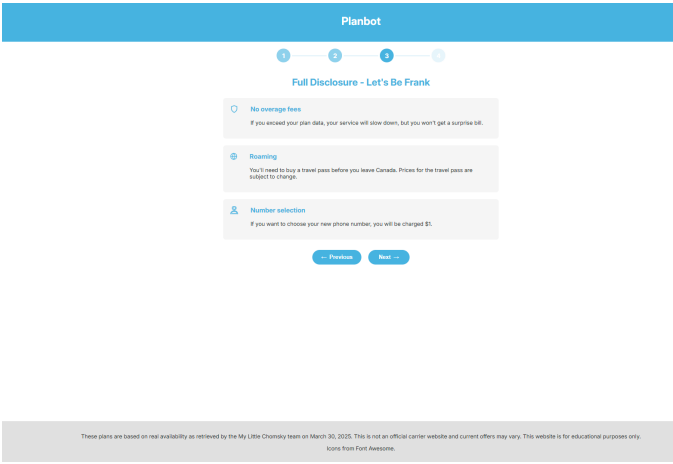 Planbot
1 2 3 4
Full Disclosure - Let's Be Frank
No overage fees
If you exceed your plan data, your service will slow down, but you won't get a surprise bill.
Roaming
You'll need to buy a travel pass before you leave Canada. Prices for the travel pass are
subject to change.
Number selection
If you want to choose your new phone number, you will be charged $1.
← Previous Next →
These plans are based on real availability as retrieved by the My Little Chomsky team on March 30, 2025. This is not an official carrier website and current offers may vary. This website is for educational purposes only.
Icons from Font Awesome.